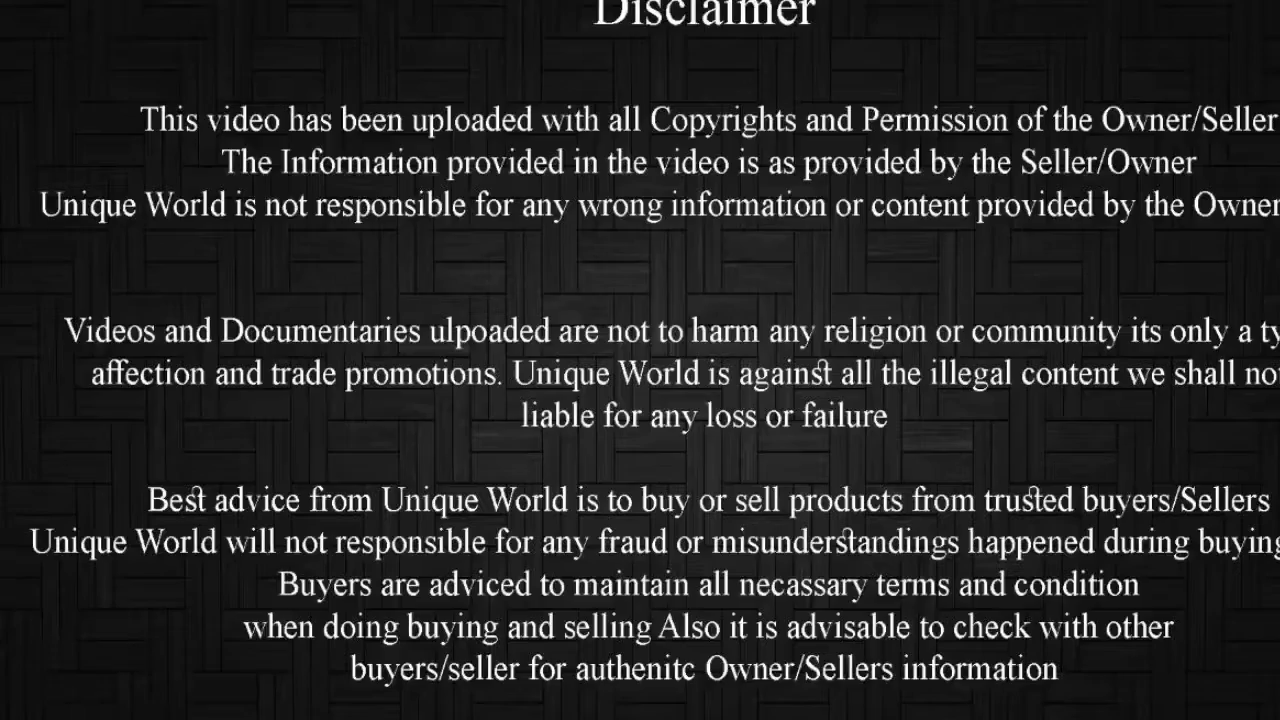 Disclaimer
This video has been uploaded with all Copyrights and Permission of the Owner/Seller
The Information provided in the video is as provided by the Seller/Owner
Unique World is not responsible for any wrong information or content provided by the Owner
Videos and Documentaries ulpoaded are not to harm any religion or community its only a
affection and trade promotions. Unique World is against all the illegal content we shall
liable for any loss or failure
Best advice from Unique World is to buy or sell products from trusted buyers/Sellers
Unique World will not responsible for any fraud or misunderstandings happened during buying
Buyers are adviced to maintain all necassary terms and condition
when doing buying and selling Also it is advisable to check with other
buyers/seller for authenitc Owner/Sellers information